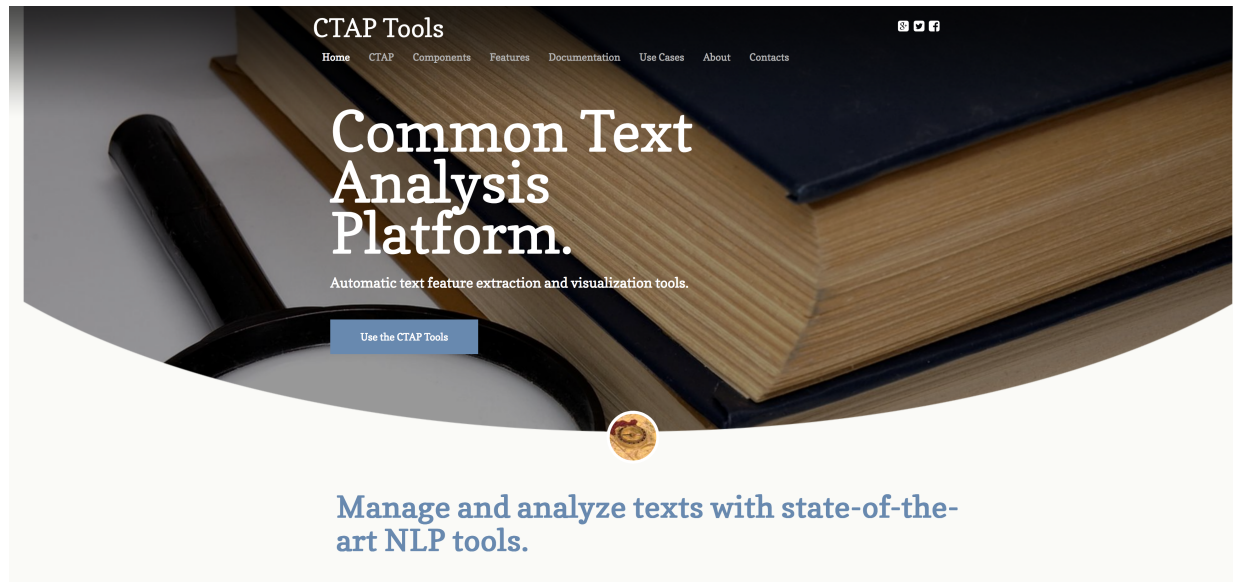 CTAP Tools
Home CTAP Components Features Documentation Use Cases About Contacts
Common Text
Analysis
Platform.
Automatic text feature extraction and visualization tools.
Use the CTAP Tools
Manage and analyze texts with state-of-the-
art NLP tools.